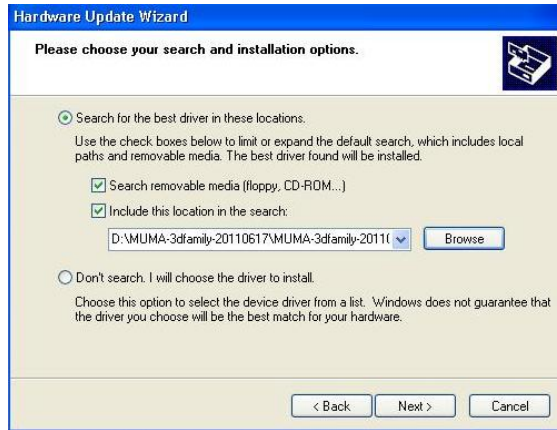 Hardware Update Wizard
Please choose your search and installation options.
Search for the best driver in these locations.
Use the check boxes below to limit or expand the default search, which includes local
paths and removable media. The best driver found will be installed.
Search removable media (floppy, CD-ROM...)
Include this location in the search:
D:\MUMA-3dfamily-20110617\MUMA-3dfamily-2011(
Browse
Don't search. I will choose the driver to install.
Choose this option to select the device driver from a list. Windows does not guarantee that
the driver you choose will be the best match for your hardware.
< Back
Next >
Cancel